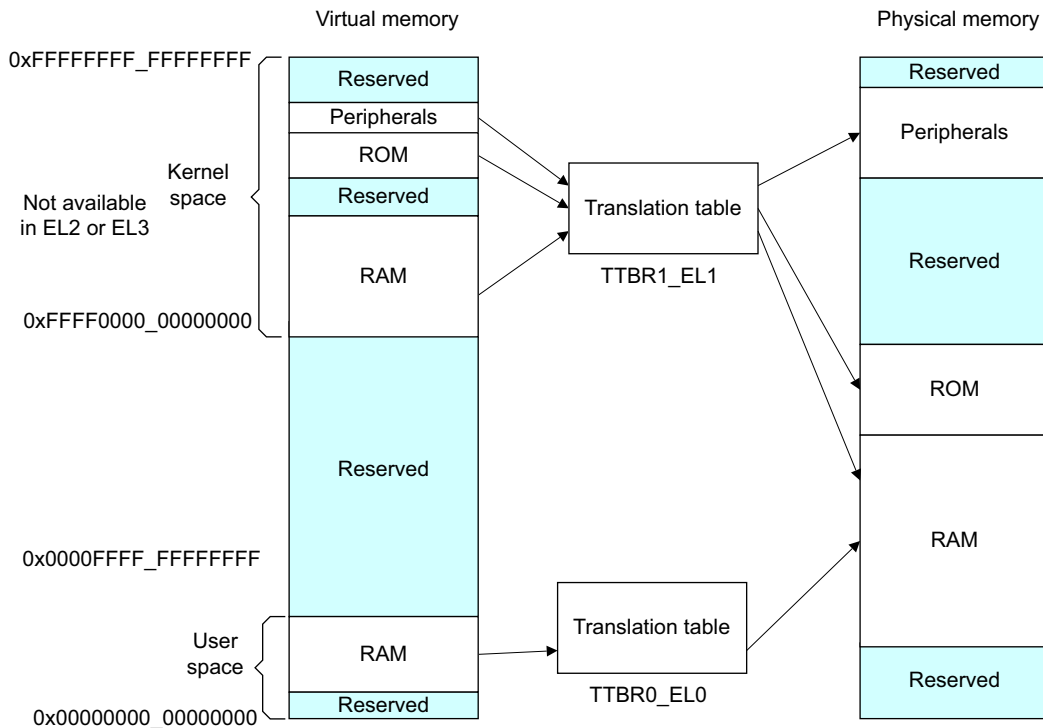 Virtual memory
Physical memory
0xFFFFFFFF_FFFFFFFF
Reserved
Peripherals
ROM
Reserved
RAM
Kernel
space
Not available
in EL2 or EL3
0xFFFF0000_00000000
Reserved
0x0000FFFF_FFFFFFFF
User
space
RAM
Reserved
0x00000000_00000000
Translation table
TTBR1_EL1
Translation table
TTBR0_EL0
Reserved
Peripherals
Reserved
ROM
RAM
Reserved